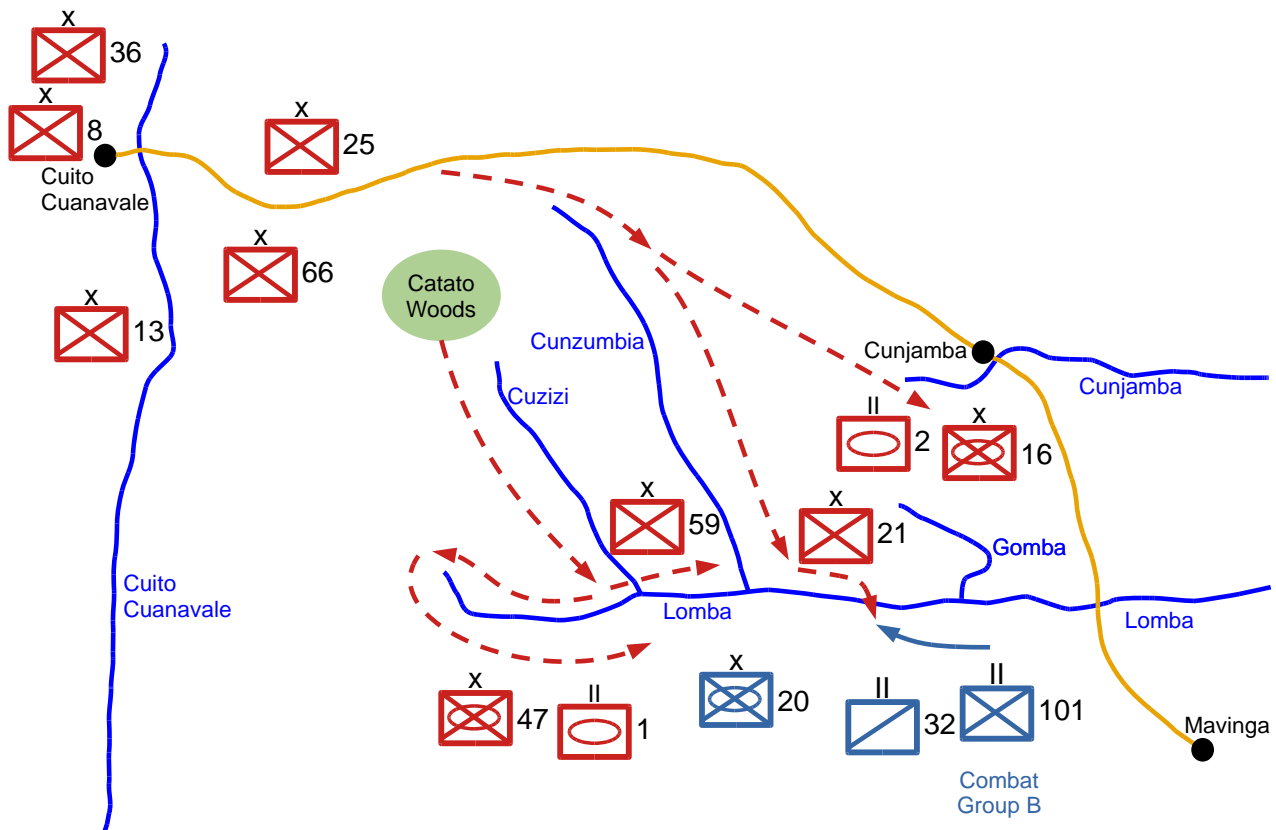 X
36
X
8
Cuito
Cuanavale
X
25
X
66
X
13
Catato
Woods
Cunzumbia
Cuzizi
Cunjamba
Cunjamba
II
2
X
16
X
59
X
21
Gomba
Cuito
Cuanavale
Lomba
Lomba
X
47
II
1
X
20
II
32
II
101
Mavinga
Combat
Group B